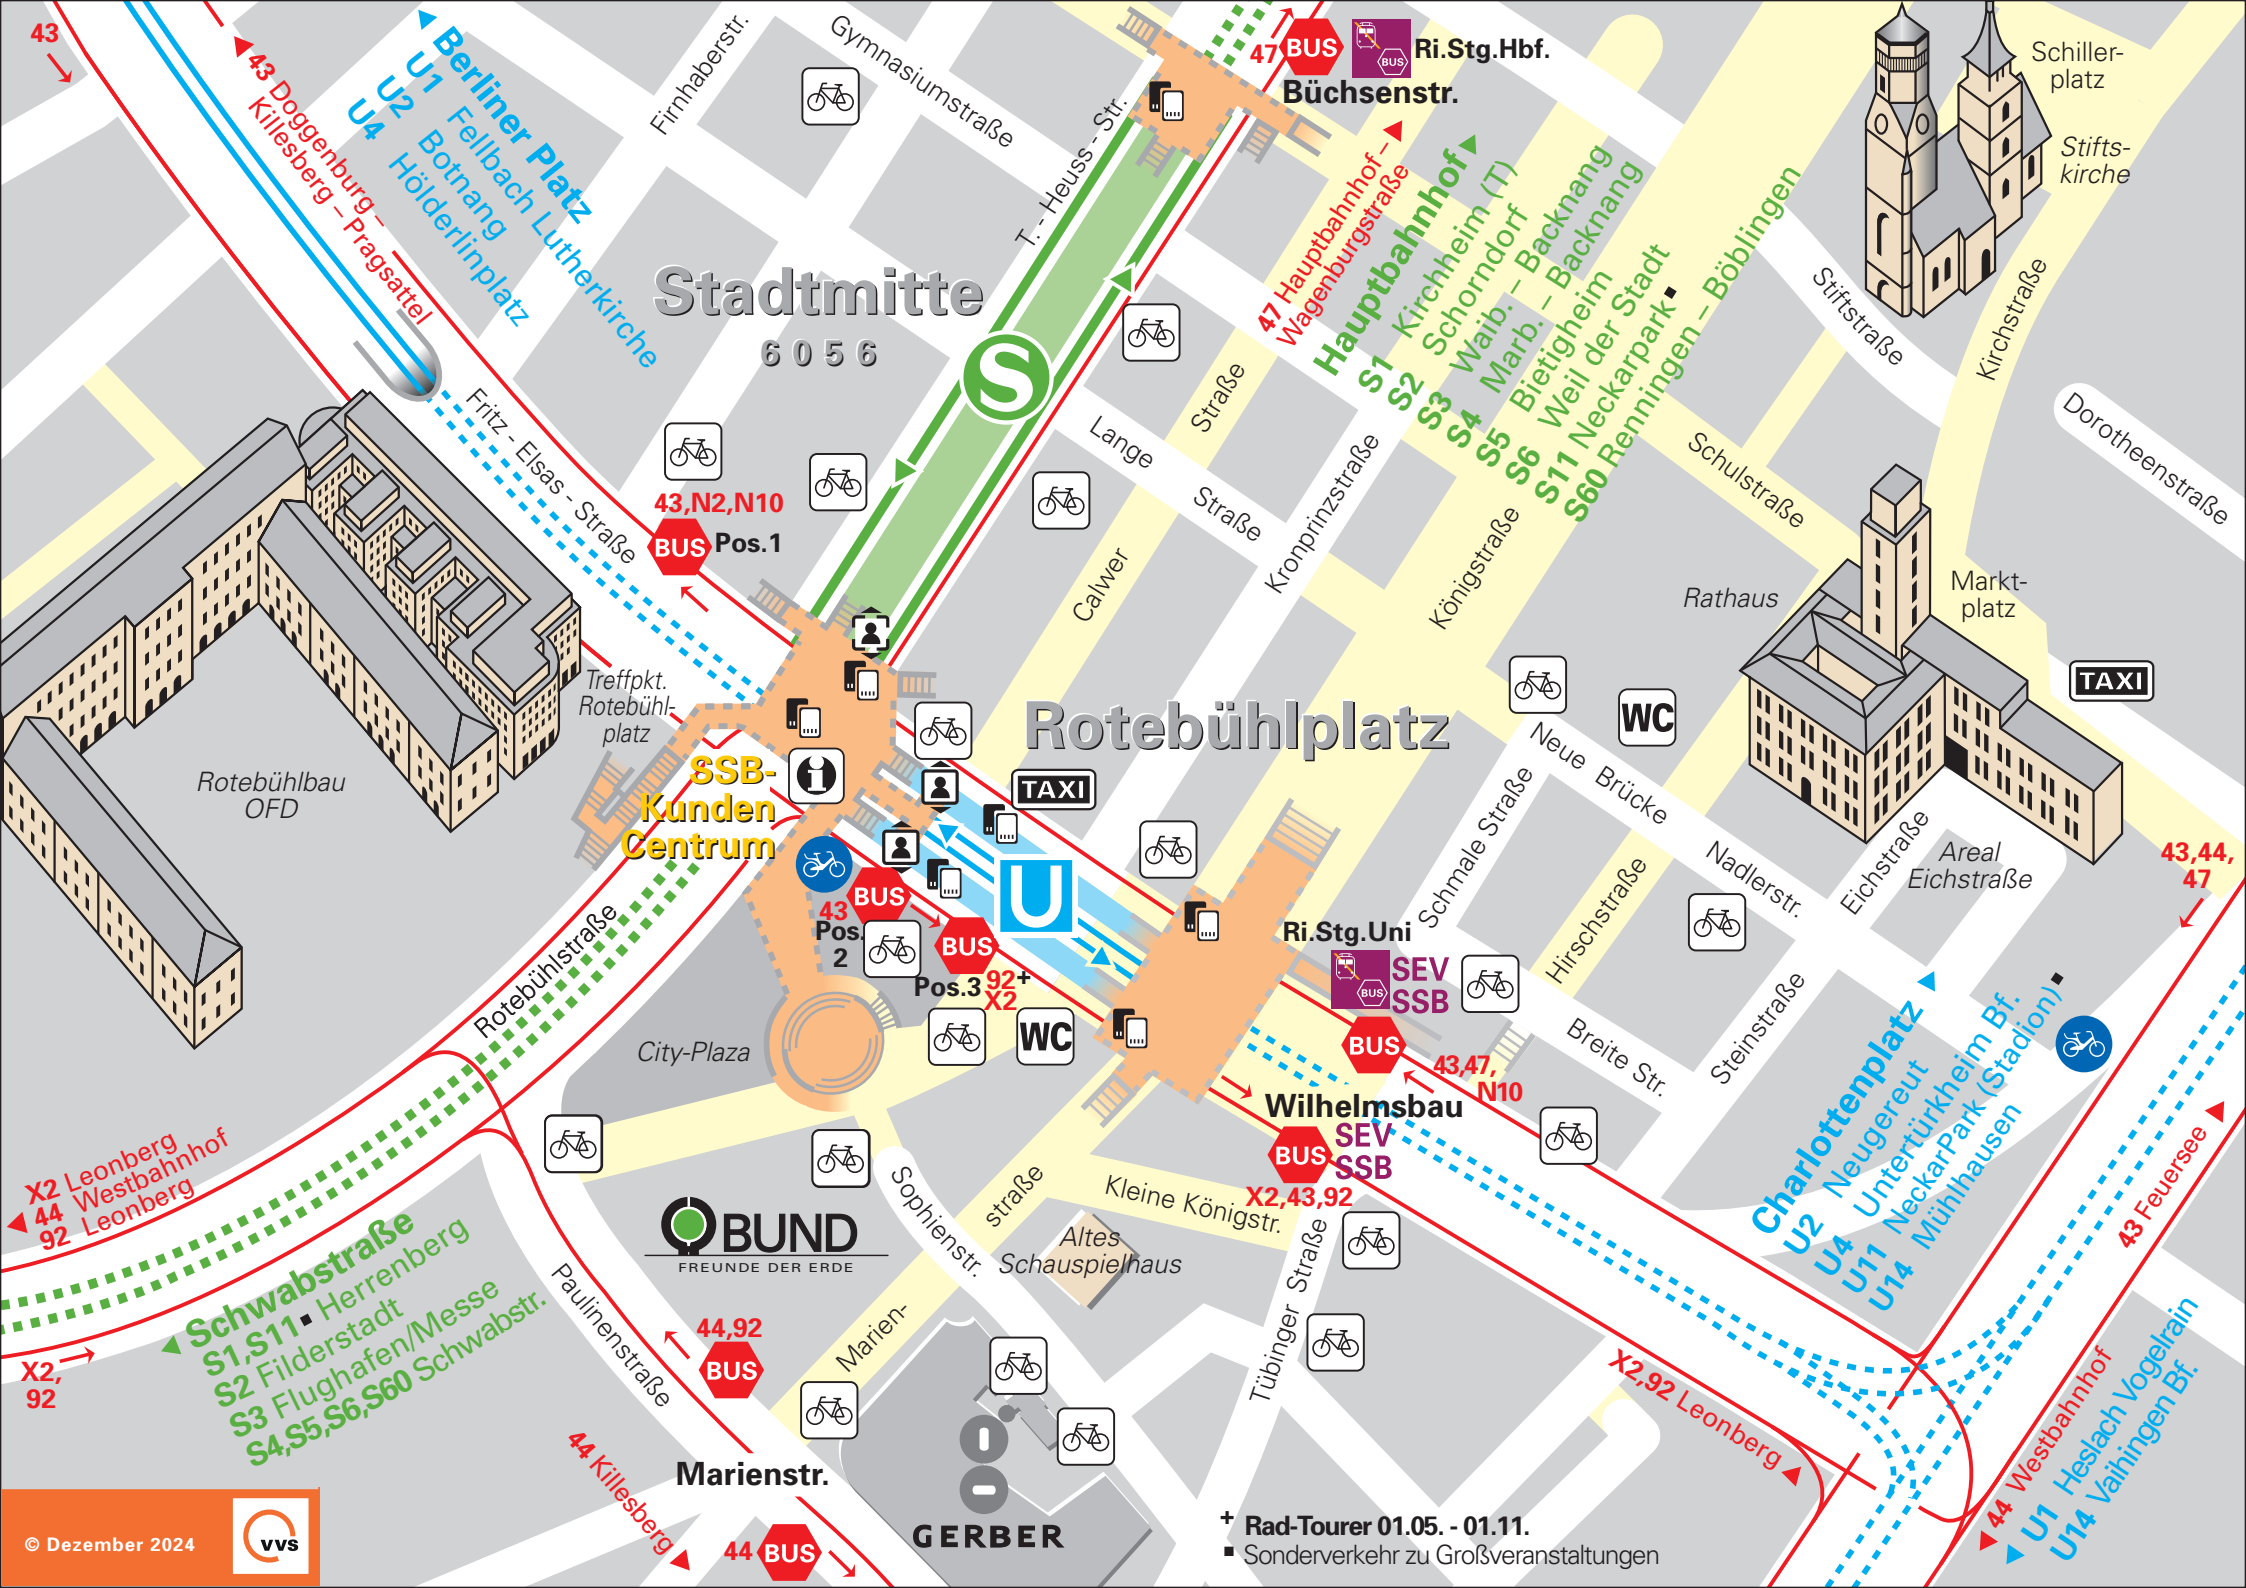 43
43 Doggenburg –
Killesberg – Pragsattel
Berliner Platz
U1 Fellbach Lutherkirche
U2 Botnang
U4 Hölderlinplatz
Firnhaberstr.
Gymnasiumstraße
T. - Heuss - Str.
47
BUS
BUS
Ri.Stg.Hbf.
Büchsenstr.
47 Hauptbahnhof –
Wagenburgstraße
Hauptbahnhof
S1 Kirchheim (T)
S2 Schorndorf
S3 Waib. – Backnang
S4 Marb. – Backnang
S5 Bietigheim
S6 Weil der Stadt
S11 Neckarpark
S60 Renningen – Böblingen
Schiller-
platz
Stifts-
kirche
Stiftstraße
Kirchstraße
Dorotheenstraße
Schulstraße
Stadtmitte
6056
S
Fritz - Elsas - Straße
43,N2,N10
BUS
Pos.1
Lange
Straße
Straße
Calwer
Kronprinzstraße
Königstraße
Rathaus
Markt-
platz
TAXI
Treffpkt.
Rotebühl-
platz
Rotebühlbau
OFD
Rotebühlplatz
SSB-
Kunden
Centrum
i
TAXI
U
WC
Neue Brücke
Nadlerstr.
Schmale Straße
Hirschstraße
Eichstraße
Areal
Eichstraße
Steinstraße
Breite Str.
43,44,
47
BUS
43
Pos.
2
BUS
Pos.3
92+
X2
WC
City-Plaza
Rotebühlstraße
Ri.Stg.Uni
BUS
SEV
SSB
BUS
43,47,
N10
Wilhelmsbau
SEV
SSB
BUS
X2,43,92
Charlottenplatz
U2 Neugereut
U4 Untertürkheim Bf.
U11 NeckarPark (Stadion)
U14 Mühlhausen
43 Feuersee
X2 Leonberg
44 Westbahnhof
92 Leonberg
Schwabstraße
S1,S11 Herrenberg
S2 Filderstadt
S3 Flughafen/Messe
S4,S5,S6,S60 Schwabstr.
X2,
92
BUND
FREUNDE DER ERDE
Sophienstr.
straße
Marien-
Kleine Königstr.
Altes
Schauspielhaus
Tübinger Straße
Paulinenstraße
44,92
BUS
Marienstr.
44 Killesberg
44
BUS
GERBER
X2,92 Leonberg
44 Westbahnhof
U1 Heslach Vogelrain
U14 Vaihingen Bf.
+ Rad-Tourer 01.05. - 01.11.
▪ Sonderverkehr zu Großveranstaltungen
© Dezember 2024
vvs